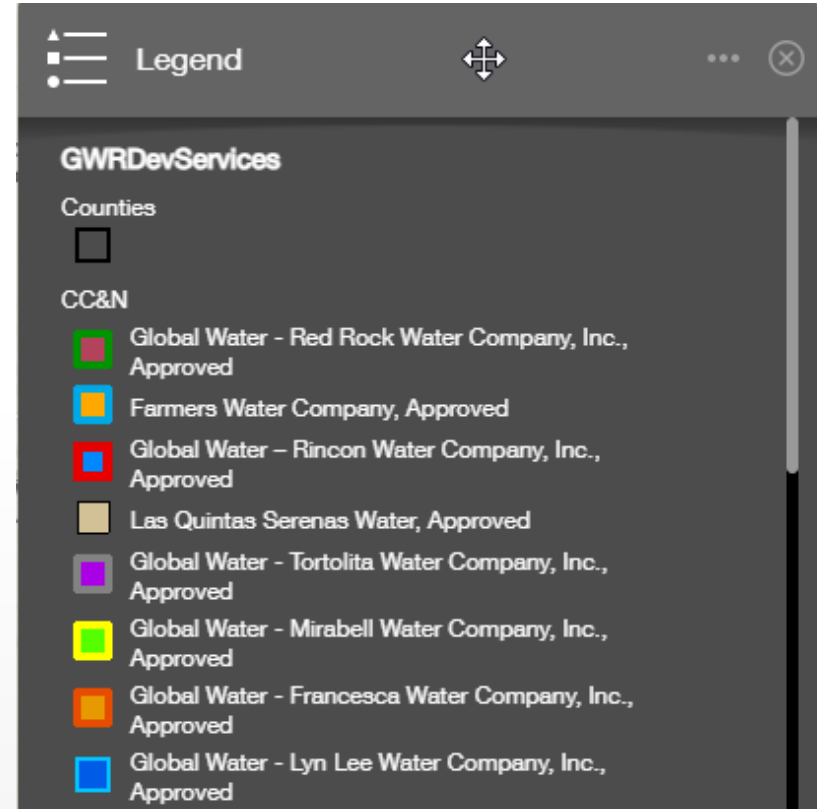 Legend
GWRDevServices
Counties
CC&N
Global Water - Red Rock Water Company, Inc.,
Approved
Farmers Water Company, Approved
Global Water – Rincon Water Company, Inc.,
Approved
Las Quintas Serenas Water, Approved
Global Water - Tortolita Water Company, Inc.,
Approved
Global Water - Mirabell Water Company, Inc.,
Approved
Global Water - Francesca Water Company, Inc.,
Approved
Global Water - Lyn Lee Water Company, Inc.,
Approved